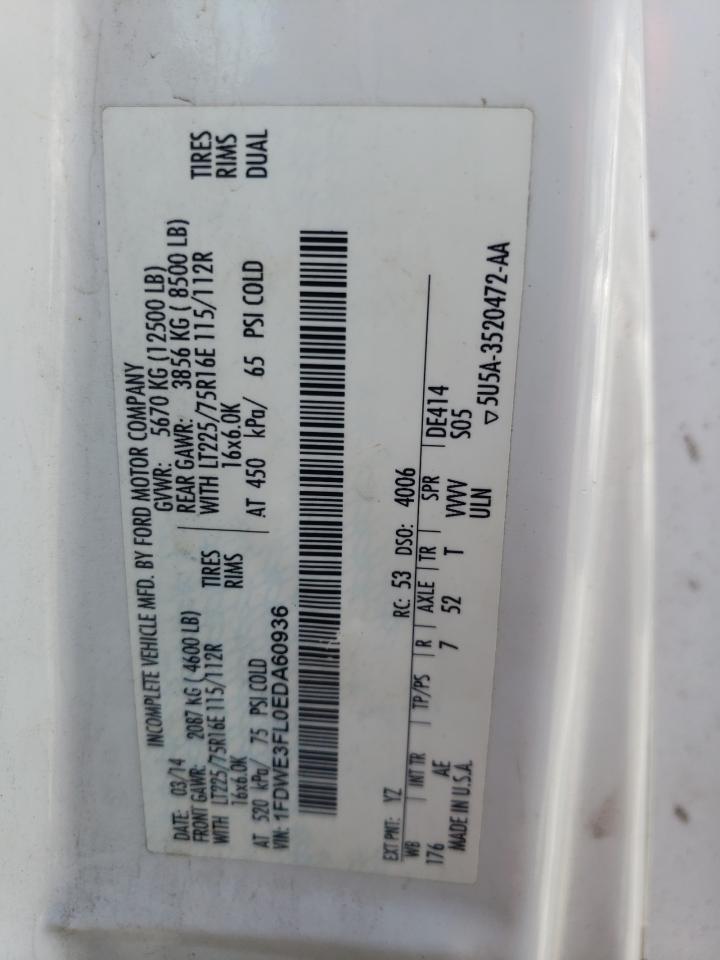 INCOMPLETE VEHICLE MFD. BY FORD MOTOR COMPANY
DATE: 03/14 GVWR: 5670 KG (12500 LB)
FRONT GAWR: 2087 KG ( 4600 LB) REAR GAWR: 3856 KG ( 8500 LB)
WITH LT225/75R16E 115/112R TIRES WITH LT225/75R16E 115/112R TIRES
16x6.0K RIMS 16x6.0K RIMS
AT 520 kPa/ 75 PSI COLD AT 450 kPa/ 65 PSI COLD DUAL
VIN: 1FDWE3FL0EDA60936
EXT PNT: YZ RC: 53 DSO: 4006
WB INT TR TP/PS R AXLE TR SPR DE414
176 AE 7 52 T VVVV S05
MADE IN U.S.A. ULN
▽5U5A-3520472-AA